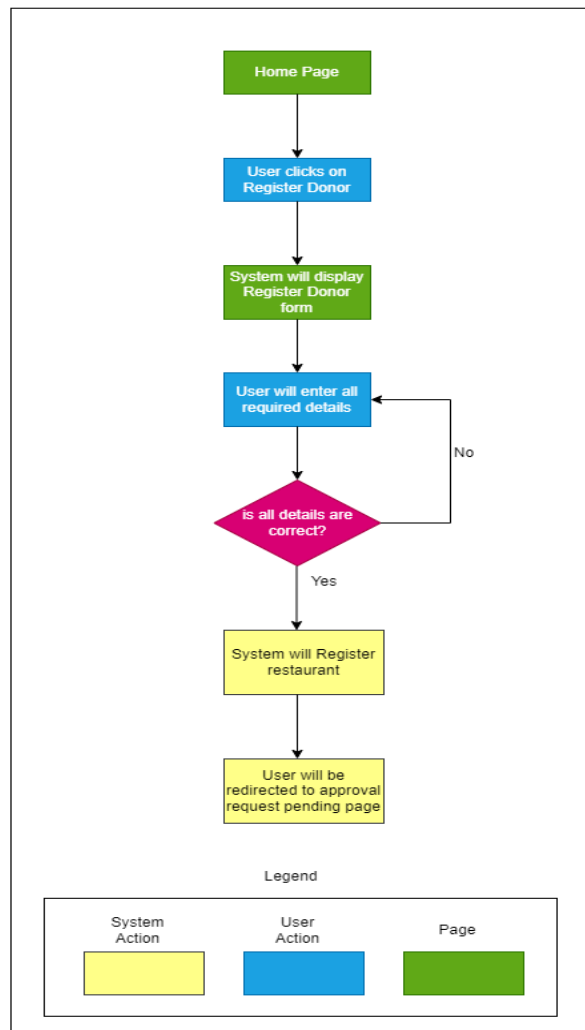 Home Page
User clicks on
Register Donor
System will display
Register Donor
form
User will enter all
required details
No
is all details are
correct?
Yes
System will Register
restaurant
User will be
redirected to approval
request pending page
Legend
System
Action
User
Action
Page